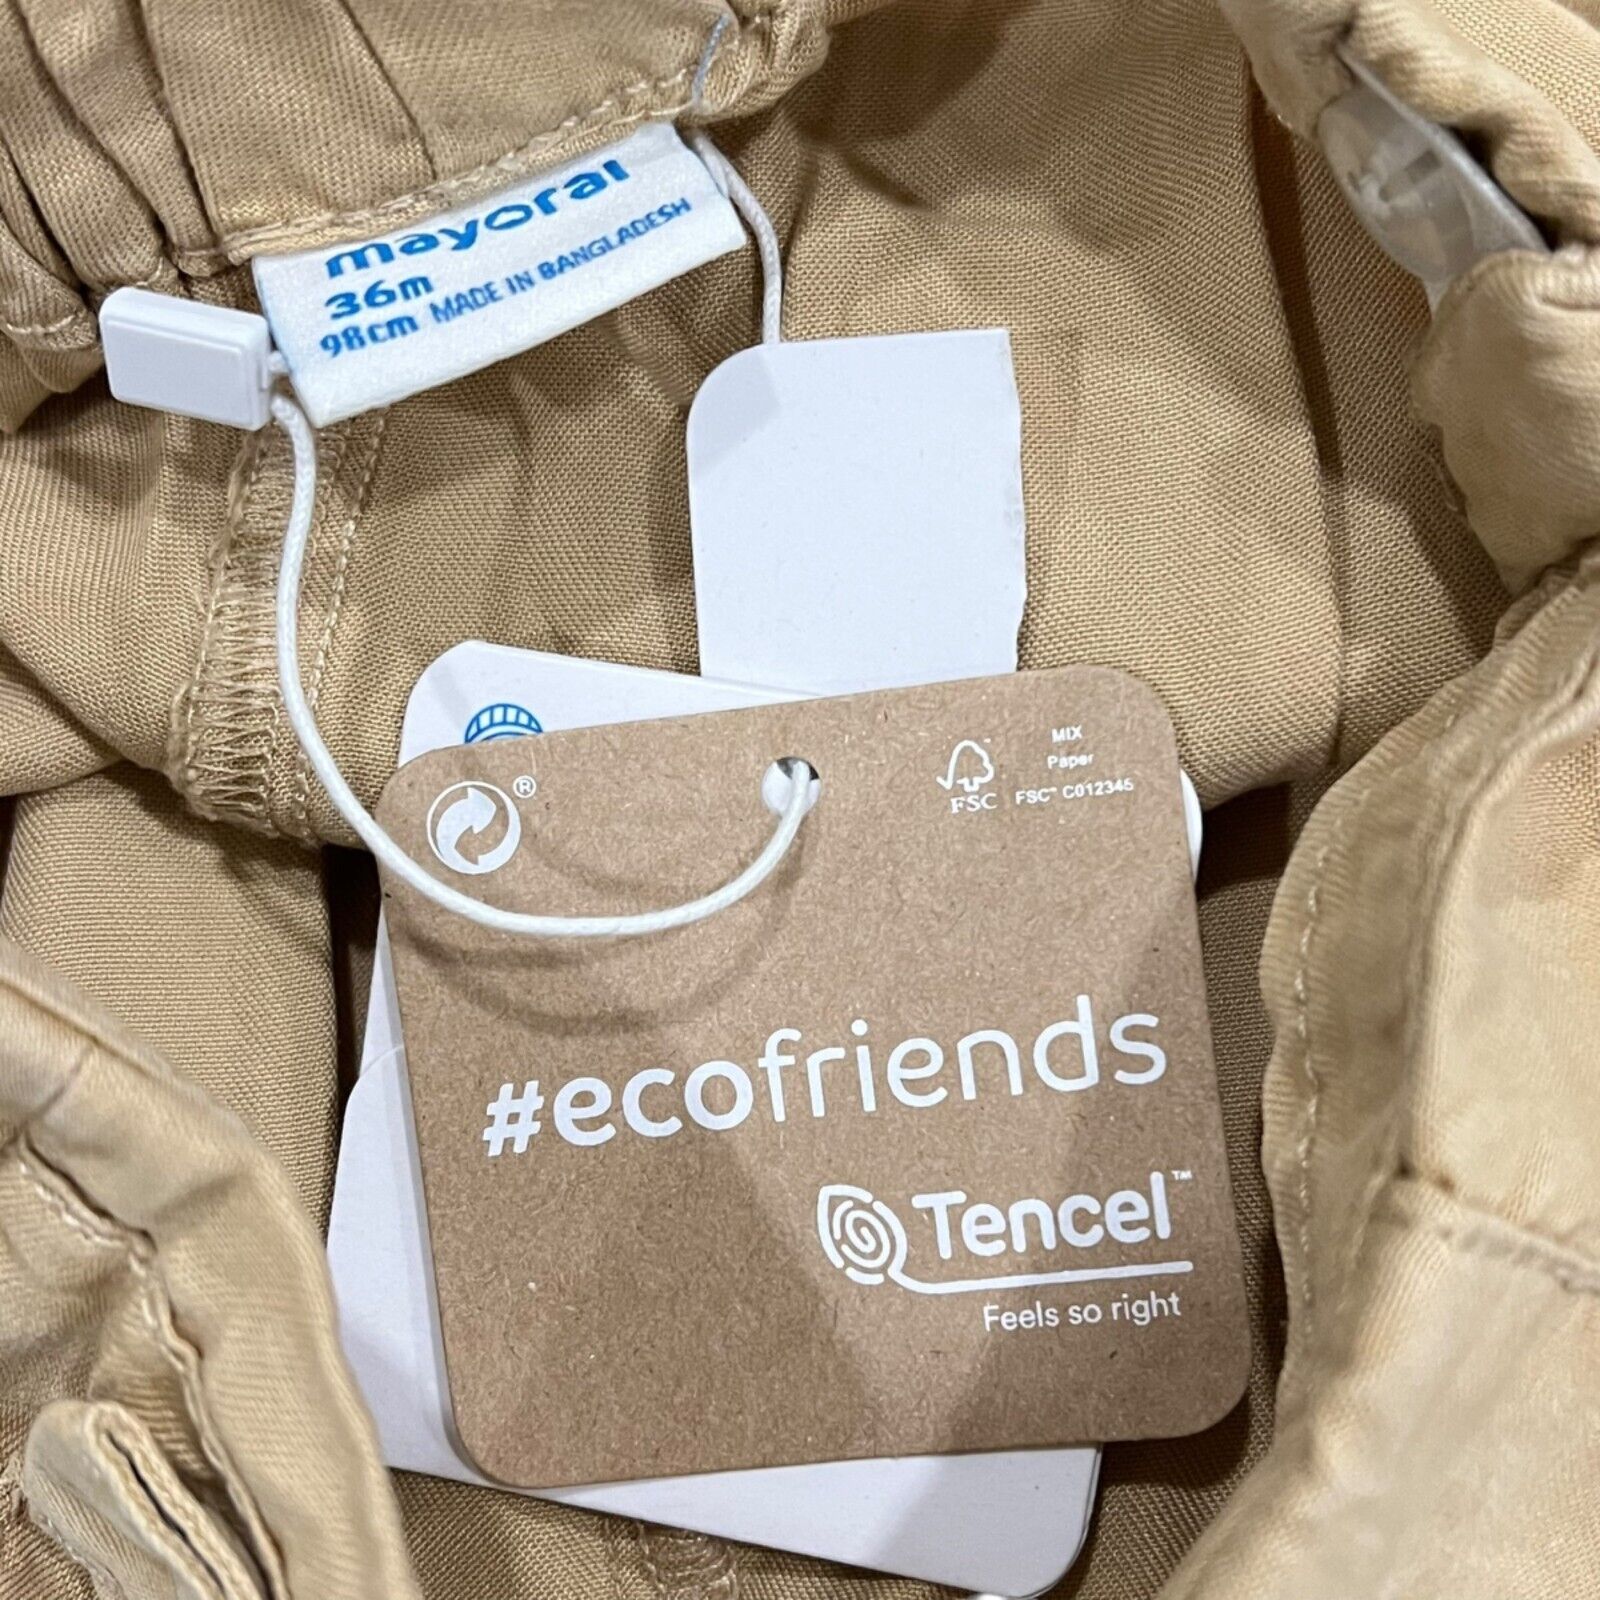 mayoral
36m
98cm MADE IN BANGLADESH
®
FSC
MIX
Paper
FSC™ C012345
#ecofriends
Tencel™
Feels so right